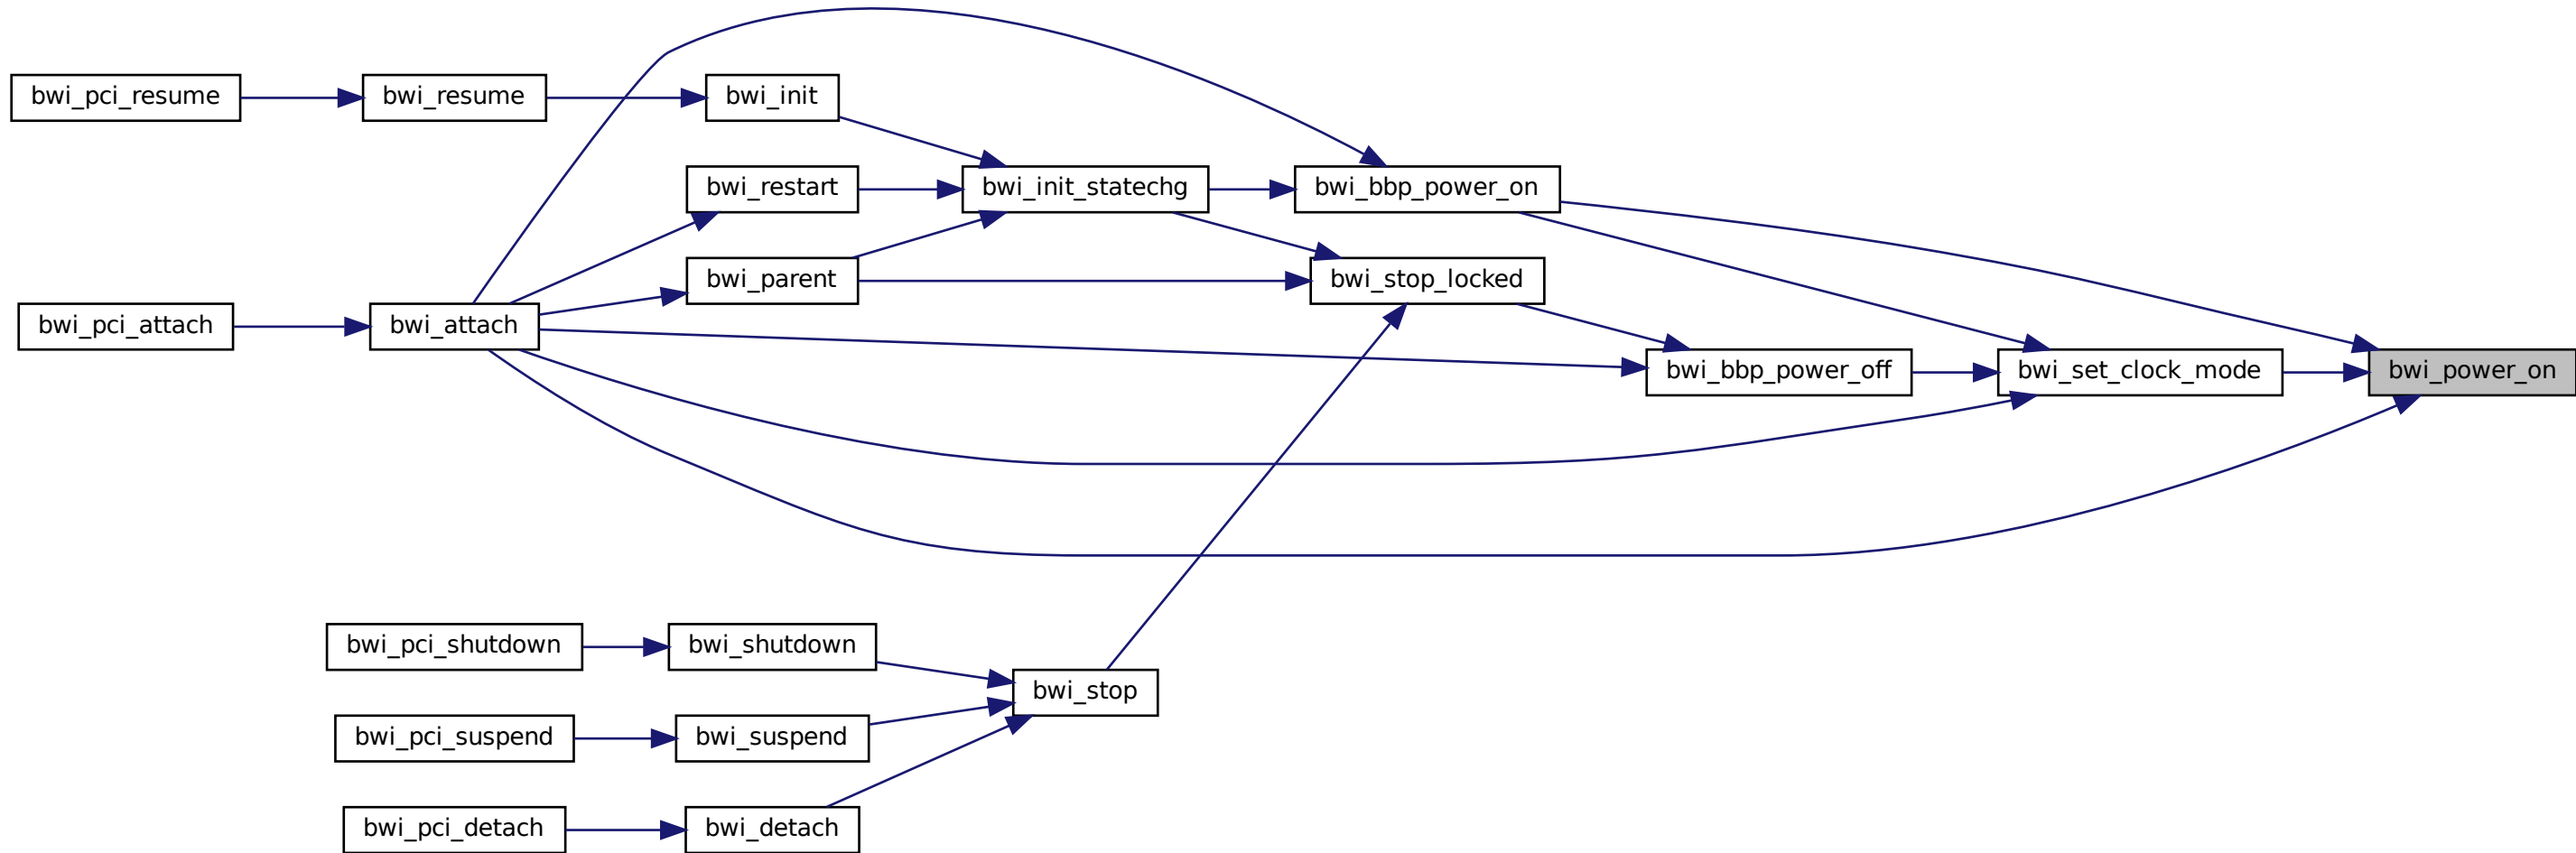 bwi_pci_resume
bwi_resume
bwi_init
bwi_restart
bwi_init_statechg
bwi_bbp_power_on
bwi_parent
bwi_stop_locked
bwi_pci_attach
bwi_attach
bwi_bbp_power_off
bwi_set_clock_mode
bwi_power_on
bwi_pci_shutdown
bwi_shutdown
bwi_stop
bwi_pci_suspend
bwi_suspend
bwi_pci_detach
bwi_detach